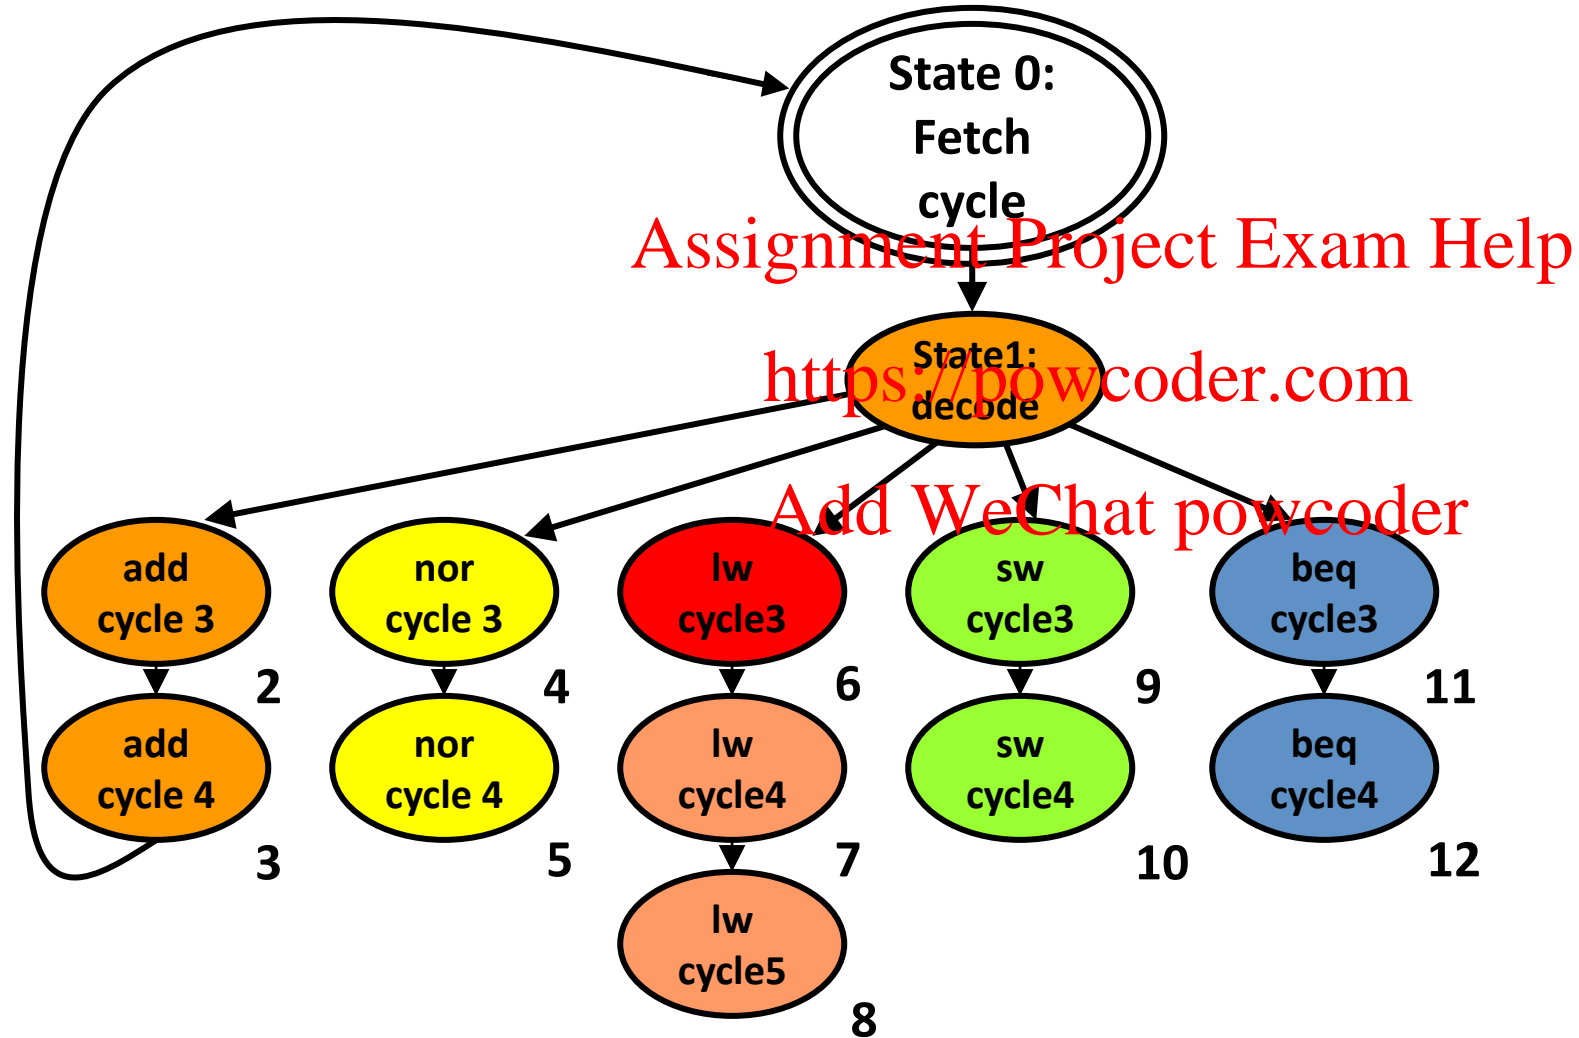 State 0:
Fetch
cycle
Assignment Project Exam Help
State1:
https://powcoder.com
decode
Add WeChat powcoder
add
cycle 3
2
nor
cycle 3
4
lw
cycle3
6
sw
cycle3
9
beq
cycle3
11
add
cycle 4
3
nor
cycle 4
5
lw
cycle4
7
sw
cycle4
10
beq
cycle4
12
lw
cycle5
8